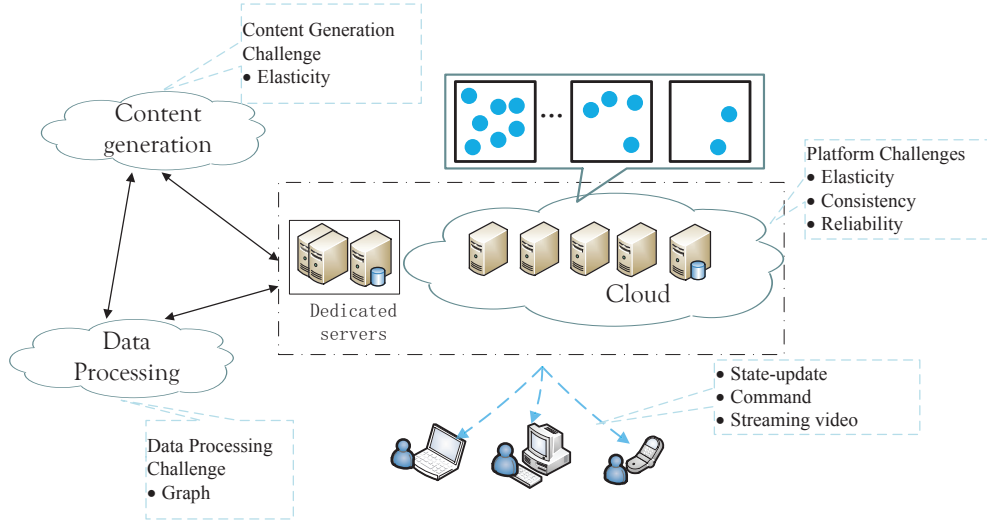 Content Generation
Challenge
• Elasticity
Content
generation
...
Platform Challenges
• Elasticity
• Consistency
• Reliability
Dedicated
servers
Cloud
Data
Processing
• State-update
• Command
• Streaming video
Data Processing
Challenge
• Graph